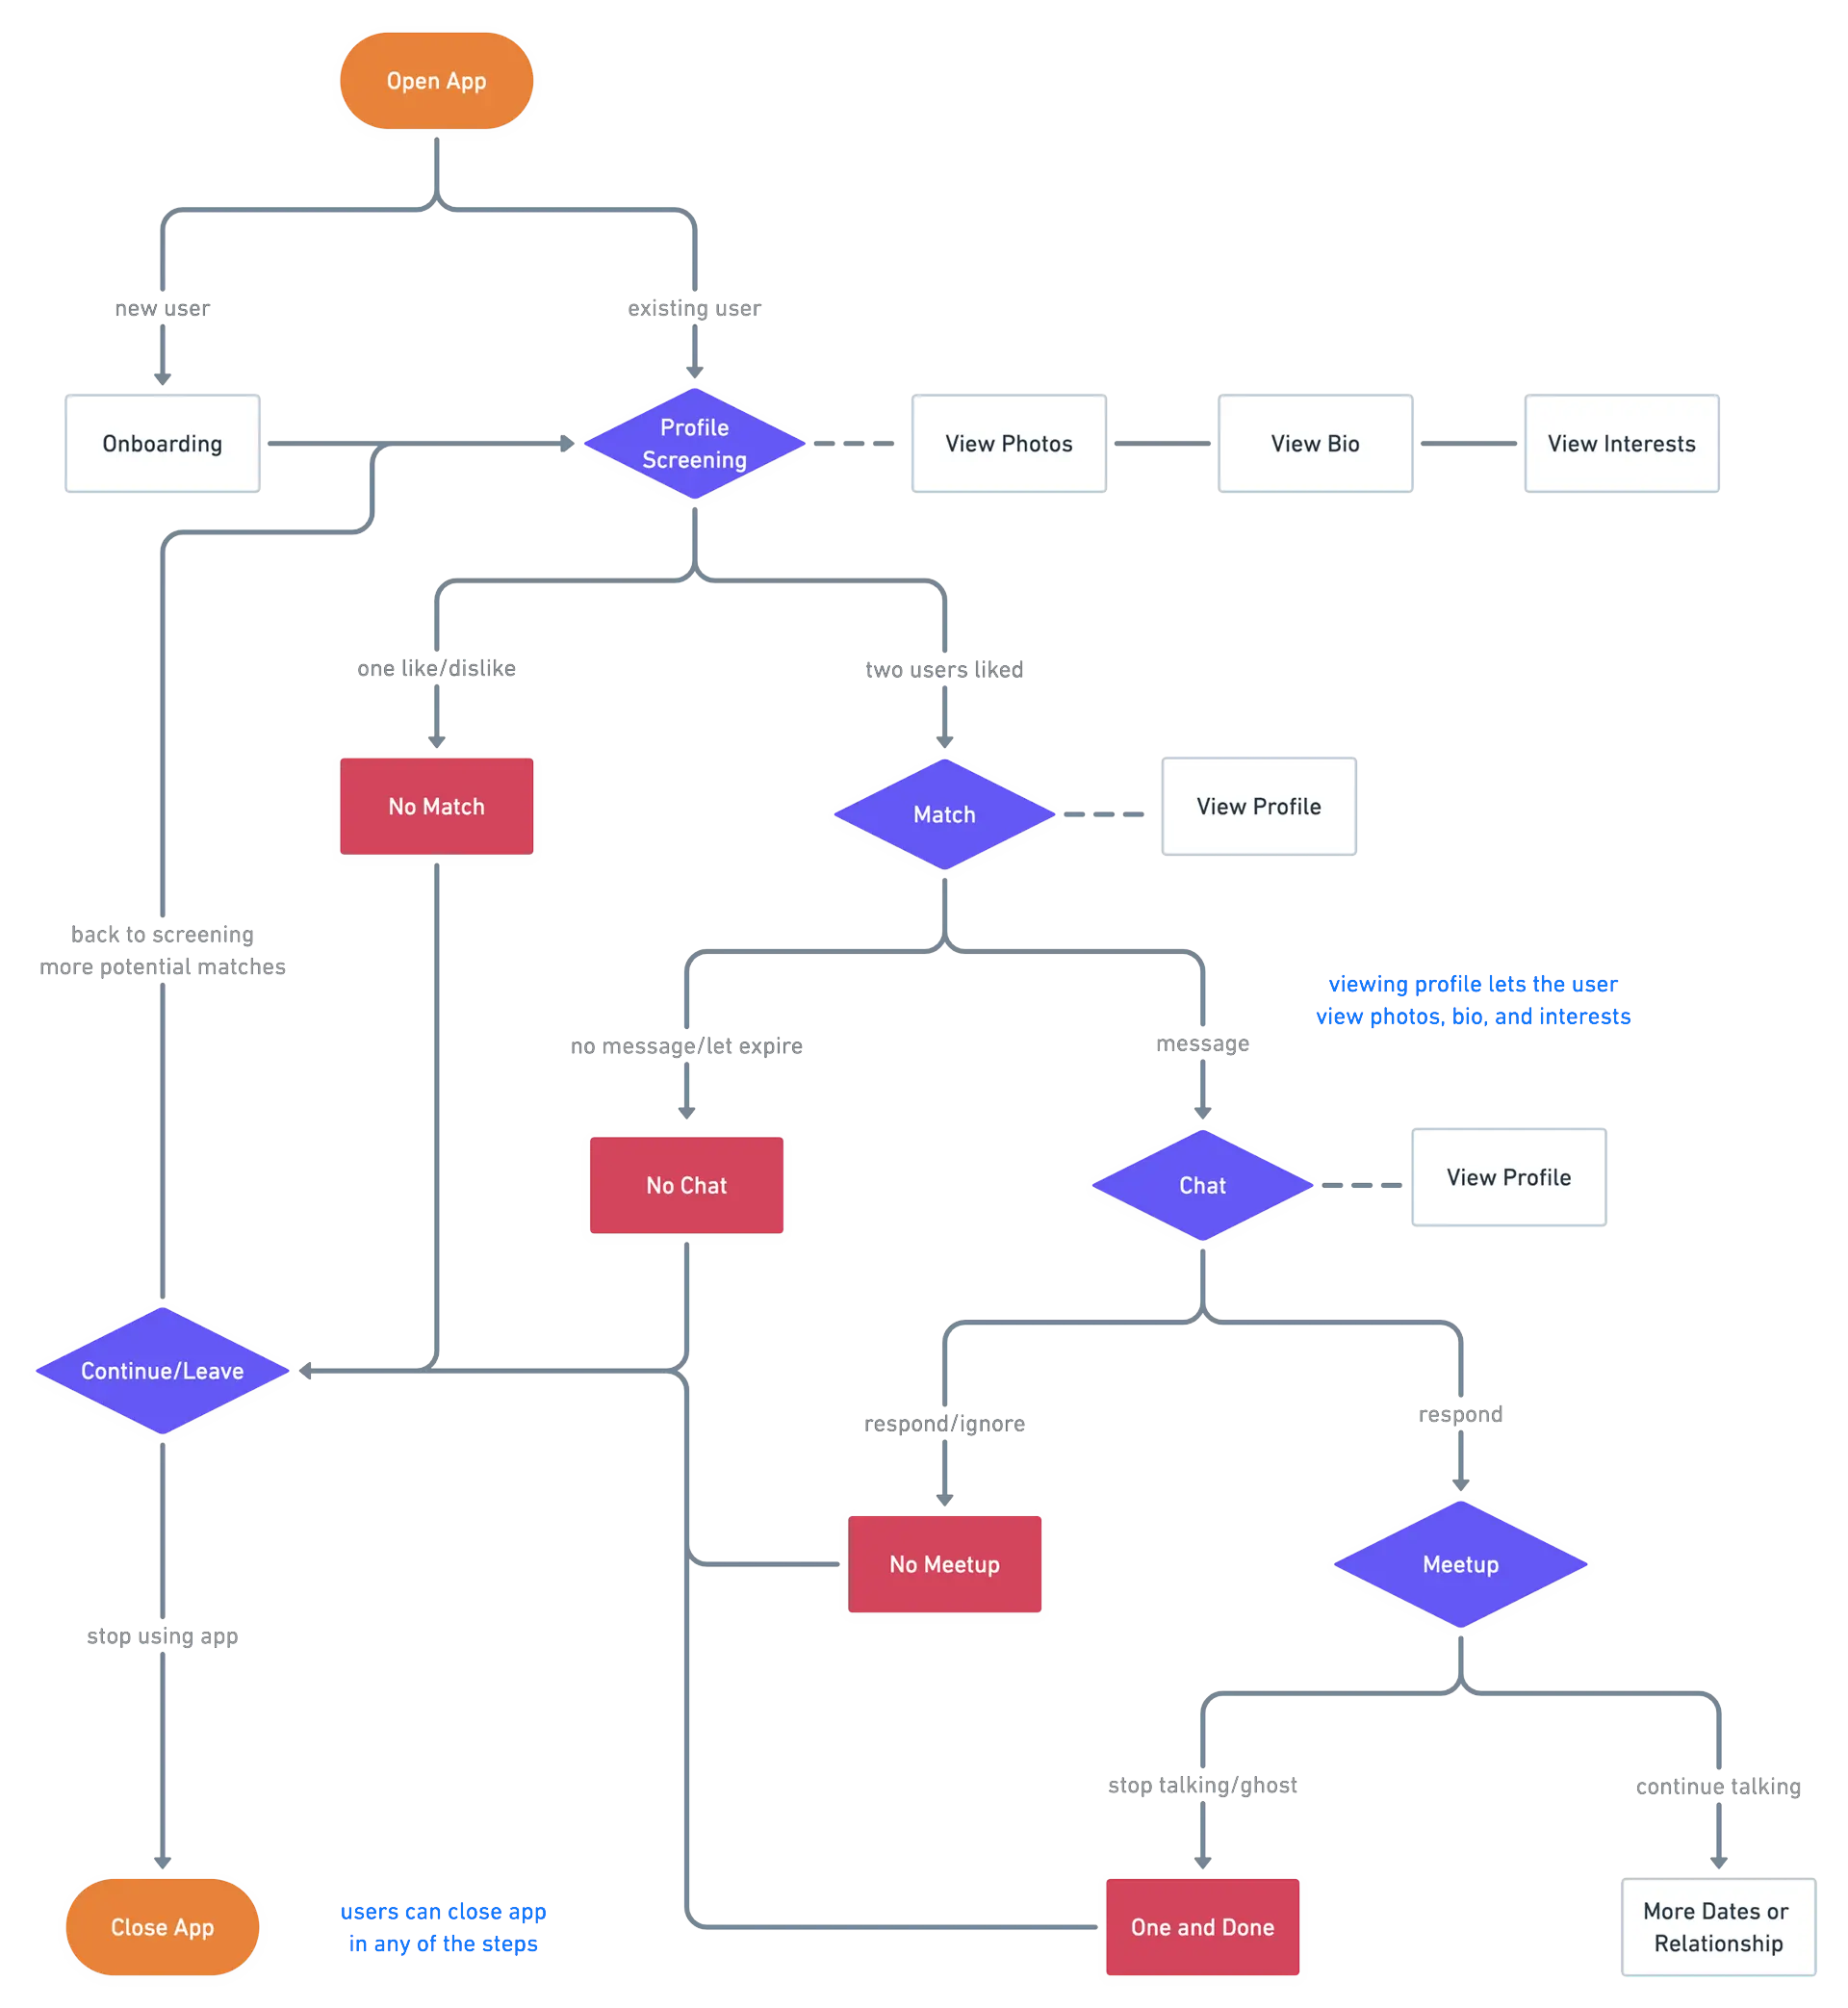 Open App
new user
existing user
Onboarding
Profile
Screening
View Photos
View Bio
View Interests
one like/dislike
two users liked
No Match
Match
View Profile
back to screening
more potential matches
viewing profile lets the user
view photos, bio, and interests
no message/let expire
message
No Chat
Chat
View Profile
Continue/Leave
respond/ignore
respond
No Meetup
Meetup
stop using app
stop talking/ghost
continue talking
Close App
users can close app
in any of the steps
One and Done
More Dates or
Relationship